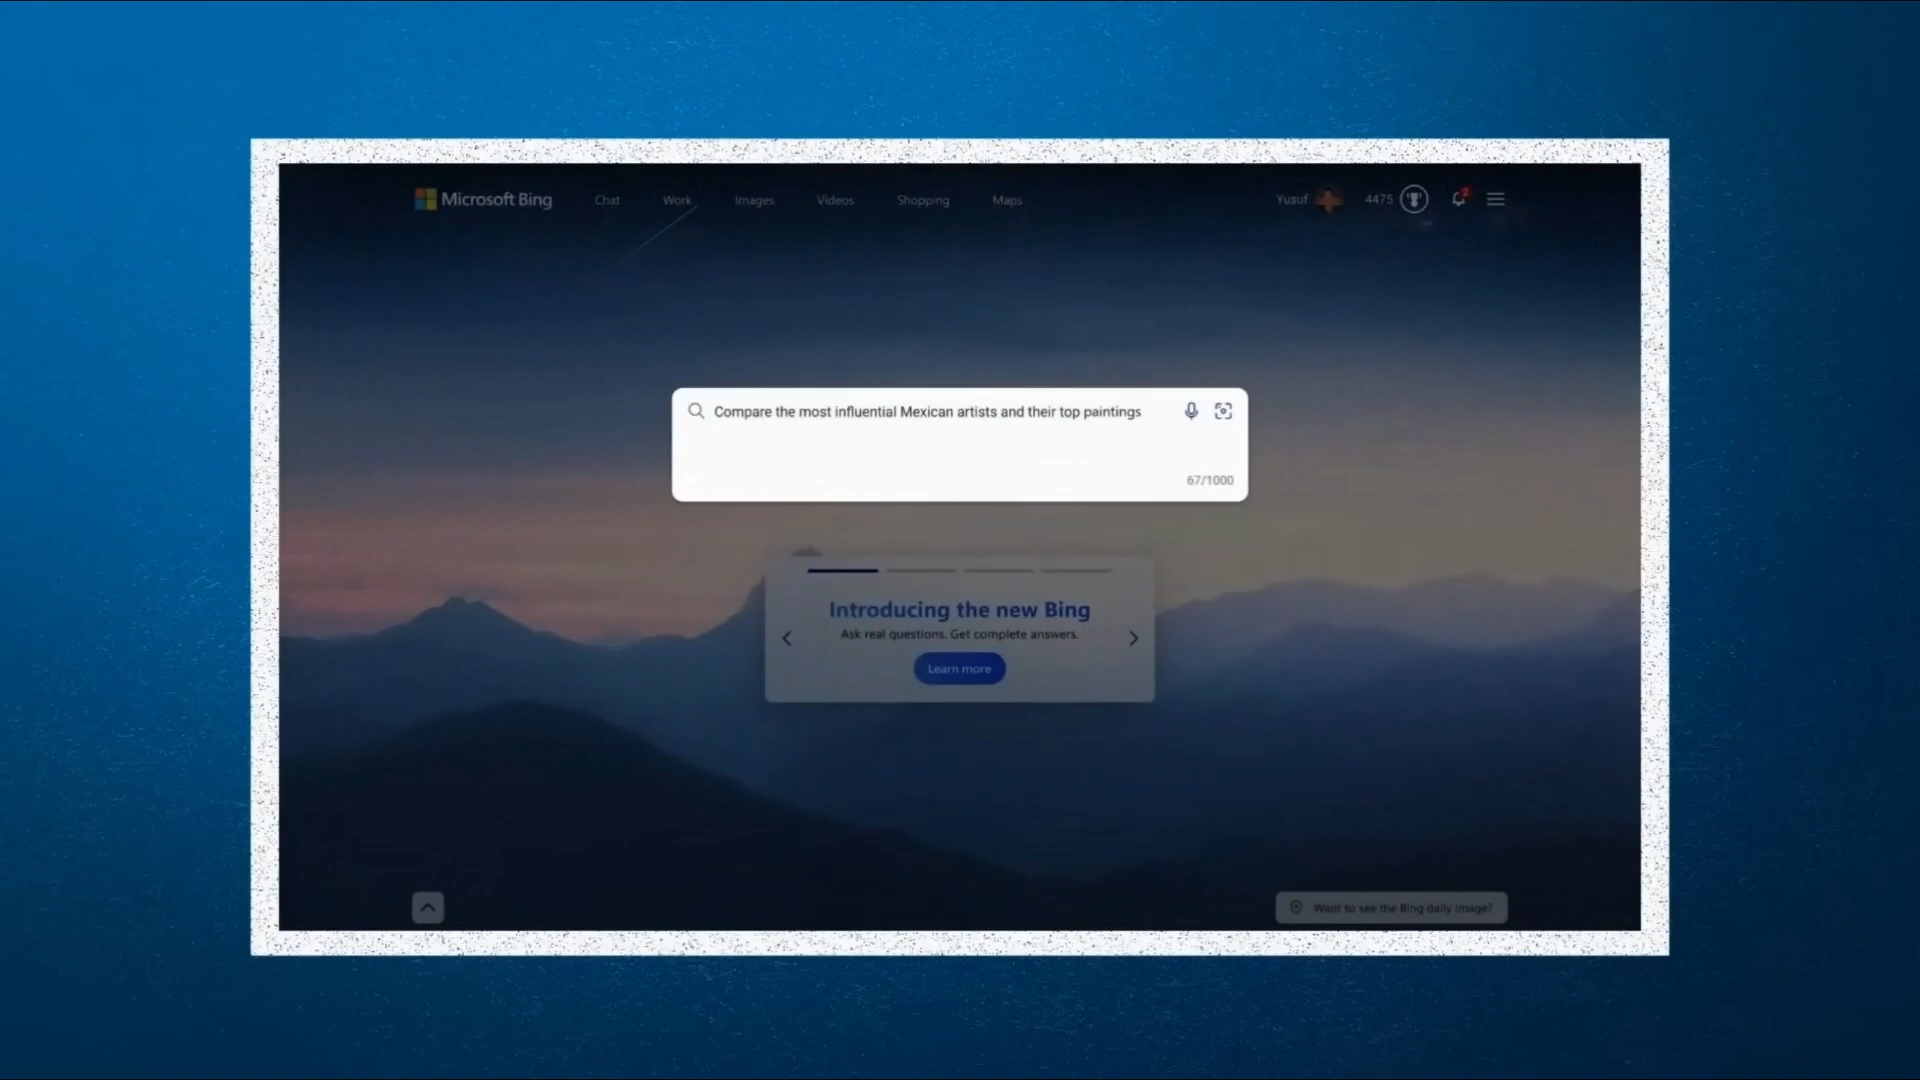 Microsoft Bing Chat Work Images Videos Shopping Maps Yusuf 4475 2
Compare the most influential Mexican artists and their top paintings
67/1000
Introducing the new Bing
Ask real questions. Get complete answers.
Learn more
Want to see the Bing daily image?